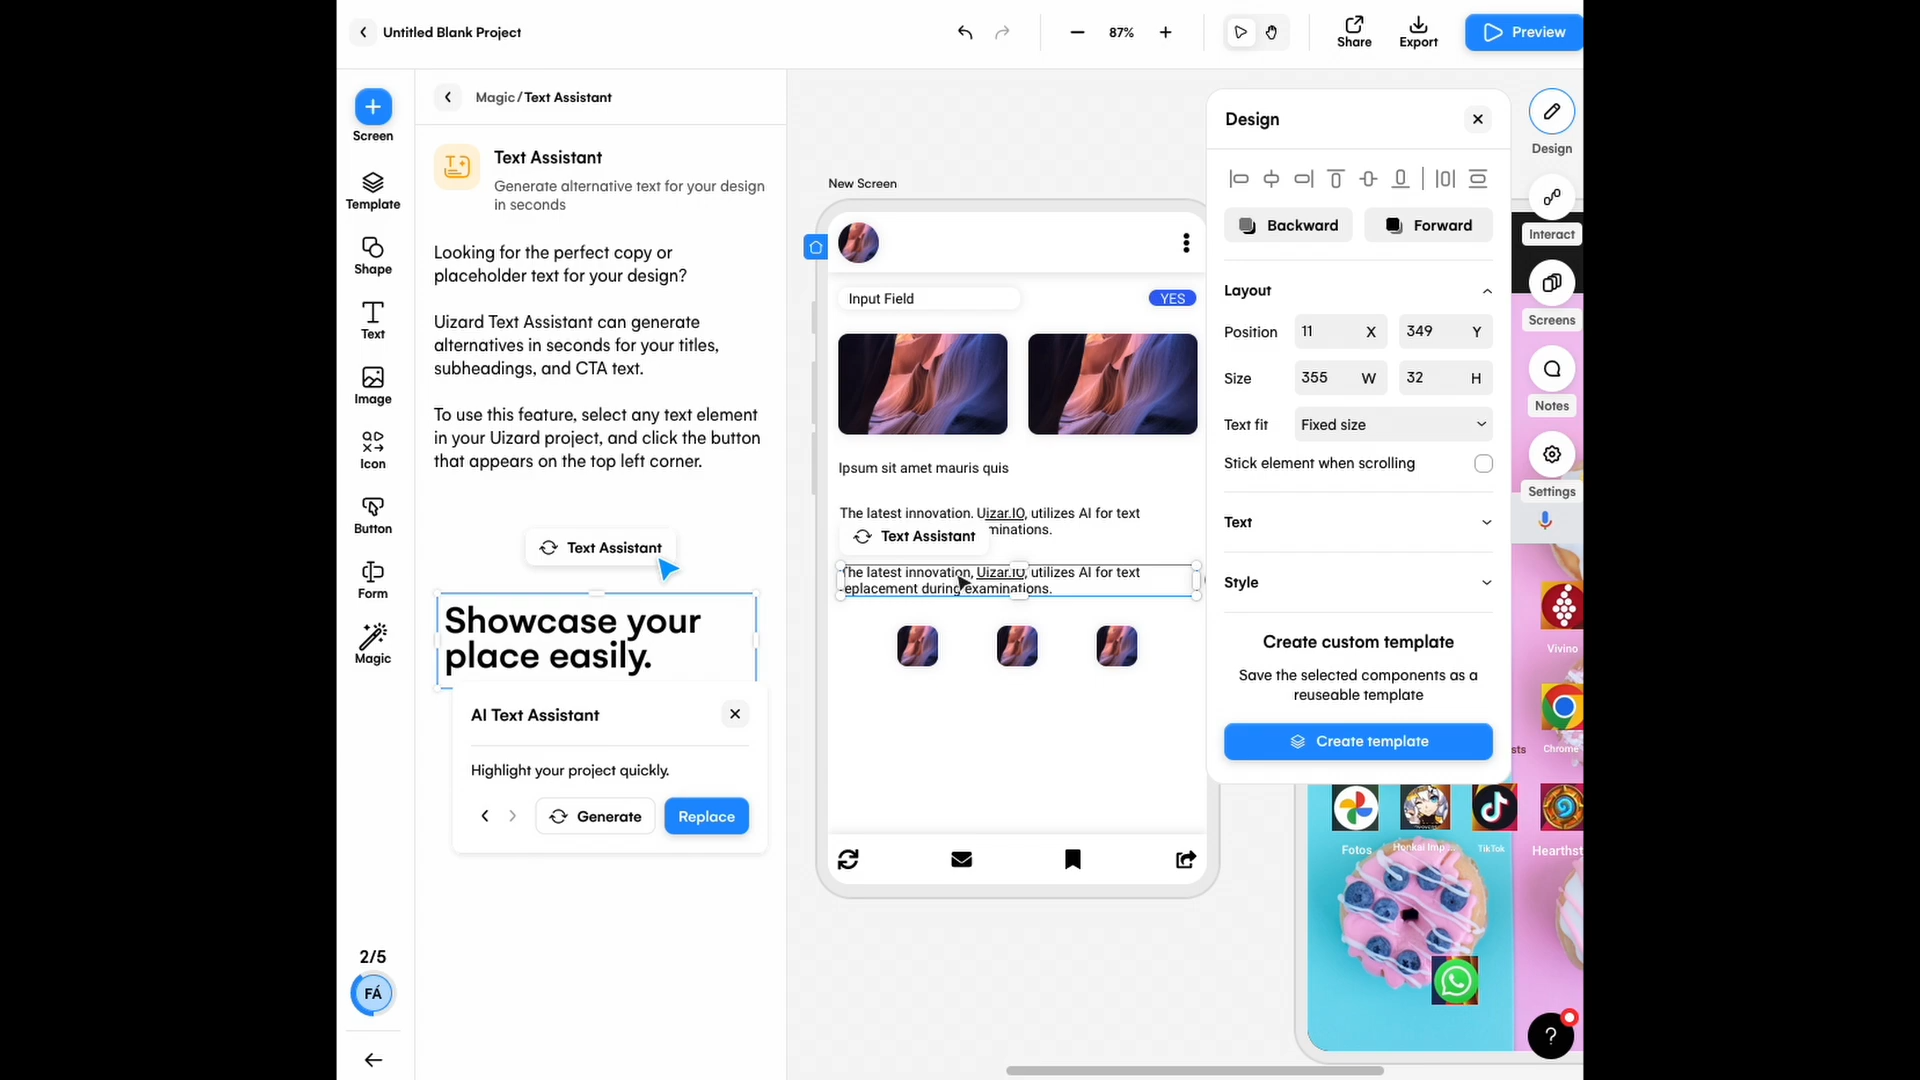 Untitled Blank Project
87%
Share
Export
Preview
Screen
Template
Shape
Text
Image
Icon
Button
Form
Magic
2/5
FÁ
Magic/Text Assistant
Text Assistant
Generate alternative text for your design
in seconds
Looking for the perfect copy or
placeholder text for your design?
Uizard Text Assistant can generate
alternatives in seconds for your titles,
subheadings, and CTA text.
To use this feature, select any text element
in your Uizard project, and click the button
that appears on the top left corner.
Text Assistant
Showcase your
place easily.
AI Text Assistant
Highlight your project quickly.
Generate
Replace
New Screen
Input Field
YES
Ipsum sit amet mauris quis
The latest innovation. Uizar.IO, utilizes AI for text
minations.
Text Assistant
The latest innovation, Uizar.IO, utilizes AI for text
eplacement during examinations.
Design
Backward
Forward
Layout
Position
11
X
349
Y
Size
355
W
32
H
Text fit
Fixed size
Stick element when scrolling
Text
Style
Create custom template
Save the selected components as a
reuseable template
Create template
Design
Interact
Screens
Notes
Settings
Vivino
sts
Chrome
Fotos
Honkai Imp...
TikTok
Hearthst
?